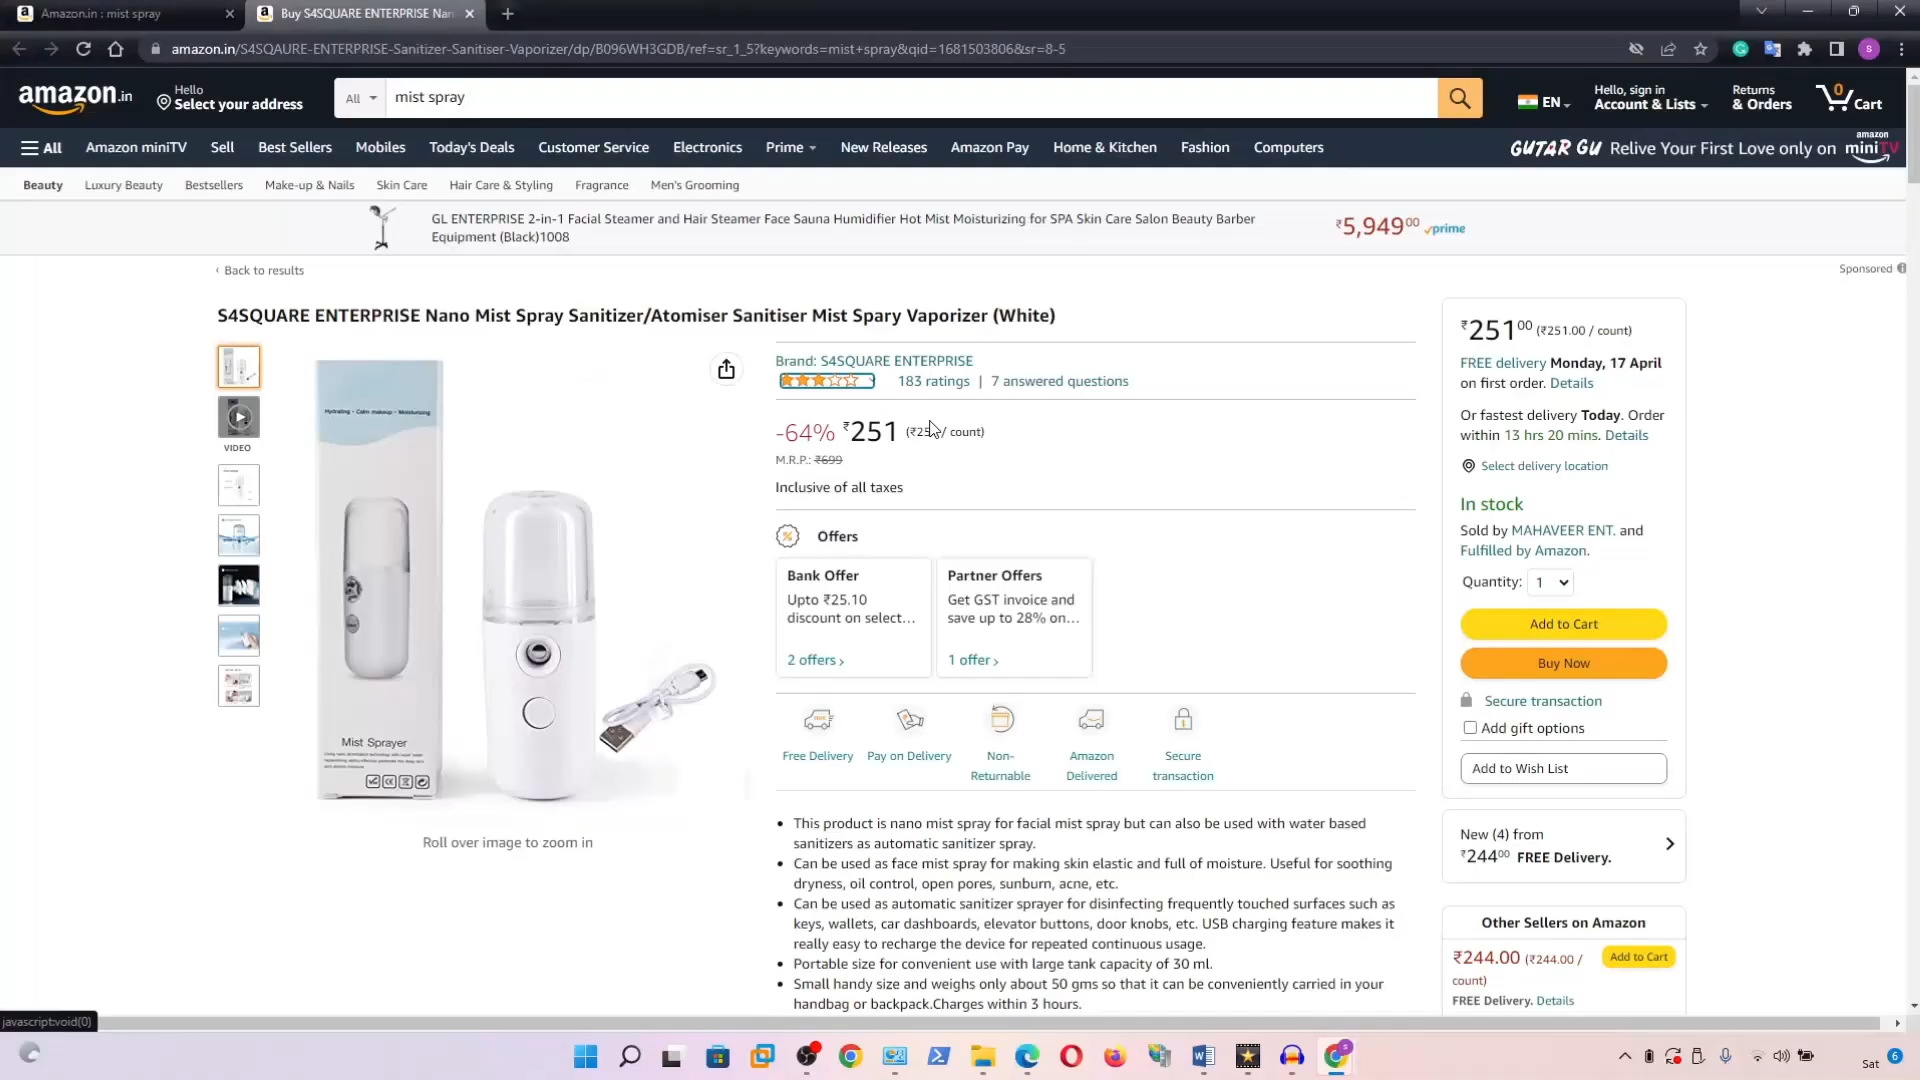 Amazon.in : mist spray
Buy S4SQUARE ENTERPRISE Nan
amazon.in/S4SQAURE-ENTERPRISE-Sanitizer-Sanitiser-Vaporizer/dp/B096WH3GDB/ref=sr_1_5?keywords=mist+spray&qid=1681503806&sr=8-5
S
amazon.in
Hello
Select your address
All
mist spray
EN
Hello, sign in
Account & Lists
Returns
& Orders
0
Cart
All
Amazon miniTV
Sell
Best Sellers
Mobiles
Today's Deals
Customer Service
Electronics
Prime
New Releases
Amazon Pay
Home & Kitchen
Fashion
Computers
GUTAR GU Relive Your First Love only on
amazon
miniTV
Beauty
Luxury Beauty
Bestsellers
Make-up & Nails
Skin Care
Hair Care & Styling
Fragrance
Men's Grooming
GL ENTERPRISE 2-in-1 Facial Steamer and Hair Steamer Face Sauna Humidifier Hot Mist Moisturizing for SPA Skin Care Salon Beauty Barber
Equipment (Black)1008
₹5,949⁰⁰ prime
‹ Back to results
Sponsored
S4SQUARE ENTERPRISE Nano Mist Spray Sanitizer/Atomiser Sanitiser Mist Spary Vaporizer (White)
VIDEO
Hydrating - Calm makeup - Moisturizing
Mist Sprayer
Roll over image to zoom in
Brand: S4SQUARE ENTERPRISE
183 ratings | 7 answered questions
-64% ₹251 (₹25 / count)
M.R.P.: ₹699
Inclusive of all taxes
Offers
Bank Offer
Upto ₹25.10
discount on select…
2 offers ›
Partner Offers
Get GST invoice and
save up to 28% on…
1 offer ›
Free Delivery
Pay on Delivery
Non-
Returnable
Amazon
Delivered
Secure
transaction
• This product is nano mist spray for facial mist spray but can also be used with water based
sanitizers as automatic sanitizer spray.
• Can be used as face mist spray for making skin elastic and full of moisture. Useful for soothing
dryness, oil control, open pores, sunburn, acne, etc.
• Can be used as automatic sanitizer sprayer for disinfecting frequently touched surfaces such as
keys, wallets, car dashboards, elevator buttons, door knobs, etc. USB charging feature makes it
really easy to recharge the device for repeated continuous usage.
• Portable size for convenient use with large tank capacity of 30 ml.
• Small handy size and weighs only about 50 gms so that it can be conveniently carried in your
handbag or backpack.Charges within 3 hours.
₹251⁰⁰ (₹251.00 / count)
FREE delivery Monday, 17 April
on first order. Details
Or fastest delivery Today. Order
within 13 hrs 20 mins. Details
Select delivery location
In stock
Sold by MAHAVEER ENT. and
Fulfilled by Amazon.
Quantity: 1
Add to Cart
Buy Now
Secure transaction
Add gift options
Add to Wish List
New (4) from
₹244⁰⁰ FREE Delivery.
Other Sellers on Amazon
₹244.00 (₹244.00 /
count)
Add to Cart
FREE Delivery. Details
javascript:void(0)
Sat
6